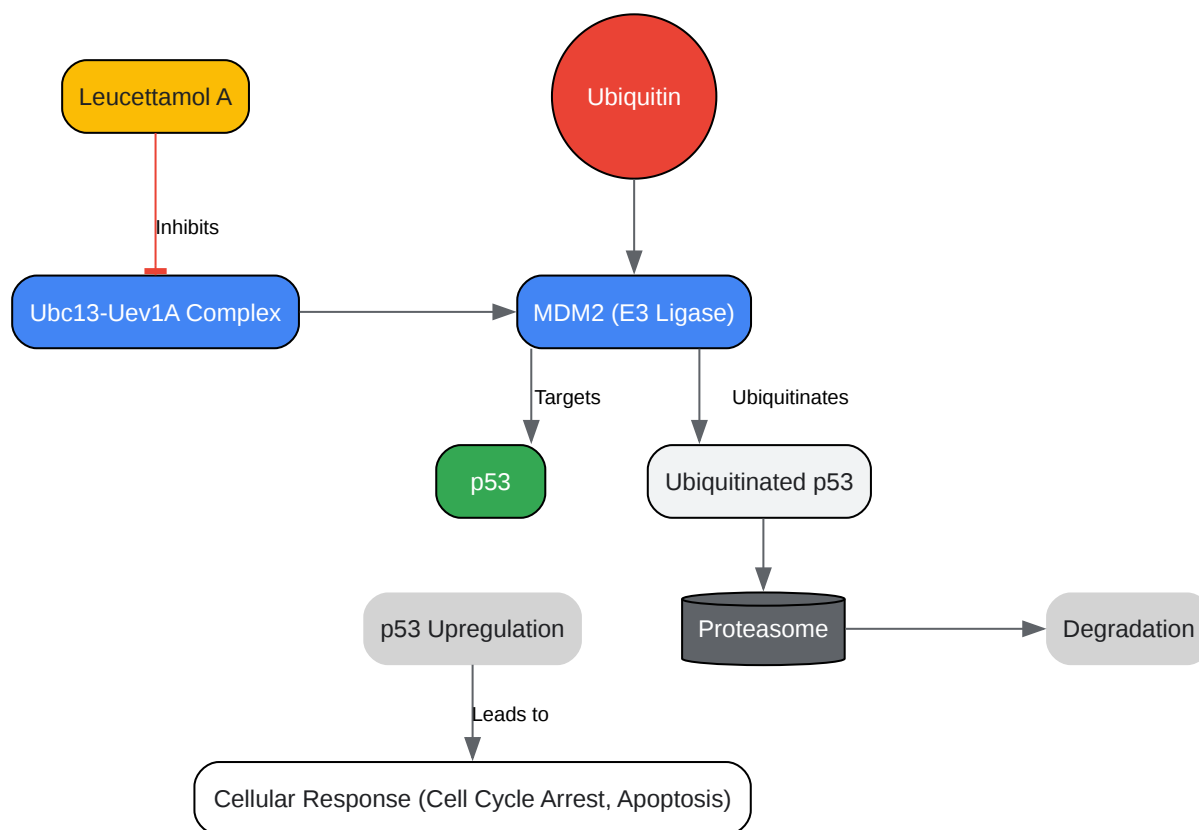 Leucettamol A
Ubiquitin
Inhibits
Ubc13-Uev1A Complex
MDM2 (E3 Ligase)
Targets
Ubiquitinates
p53
Ubiquitinated p53
p53 Upregulation
Proteasome
Degradation
Leads to
Cellular Response (Cell Cycle Arrest, Apoptosis)